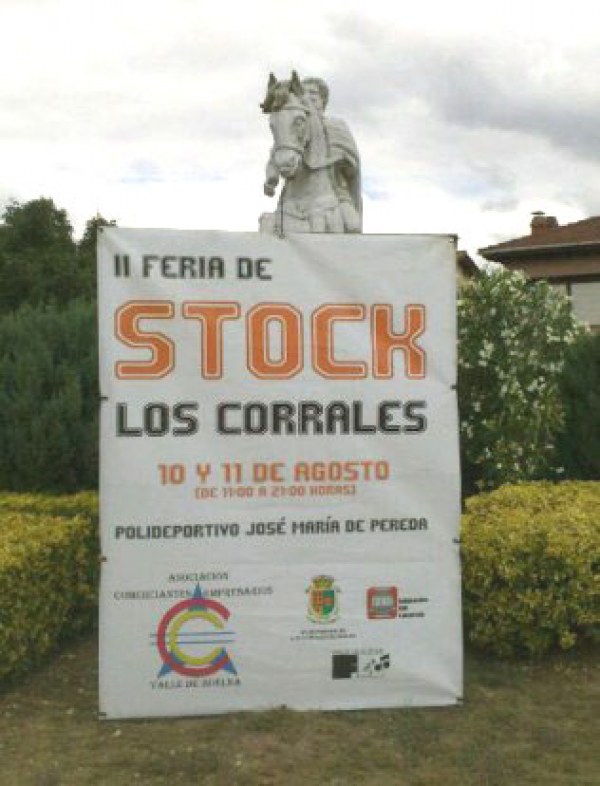 II FERIA DE
STOCK
LOS CORRALES
10 Y 11 DE AGOSTO
(DE 11:00 A 21:00 HORAS)
POLIDEPORTIVO JOSÉ MARÍA DE PEREDA
ASOCIACION
COMERCIANTES EMPRESARIOS
VALLE DE BUELNA